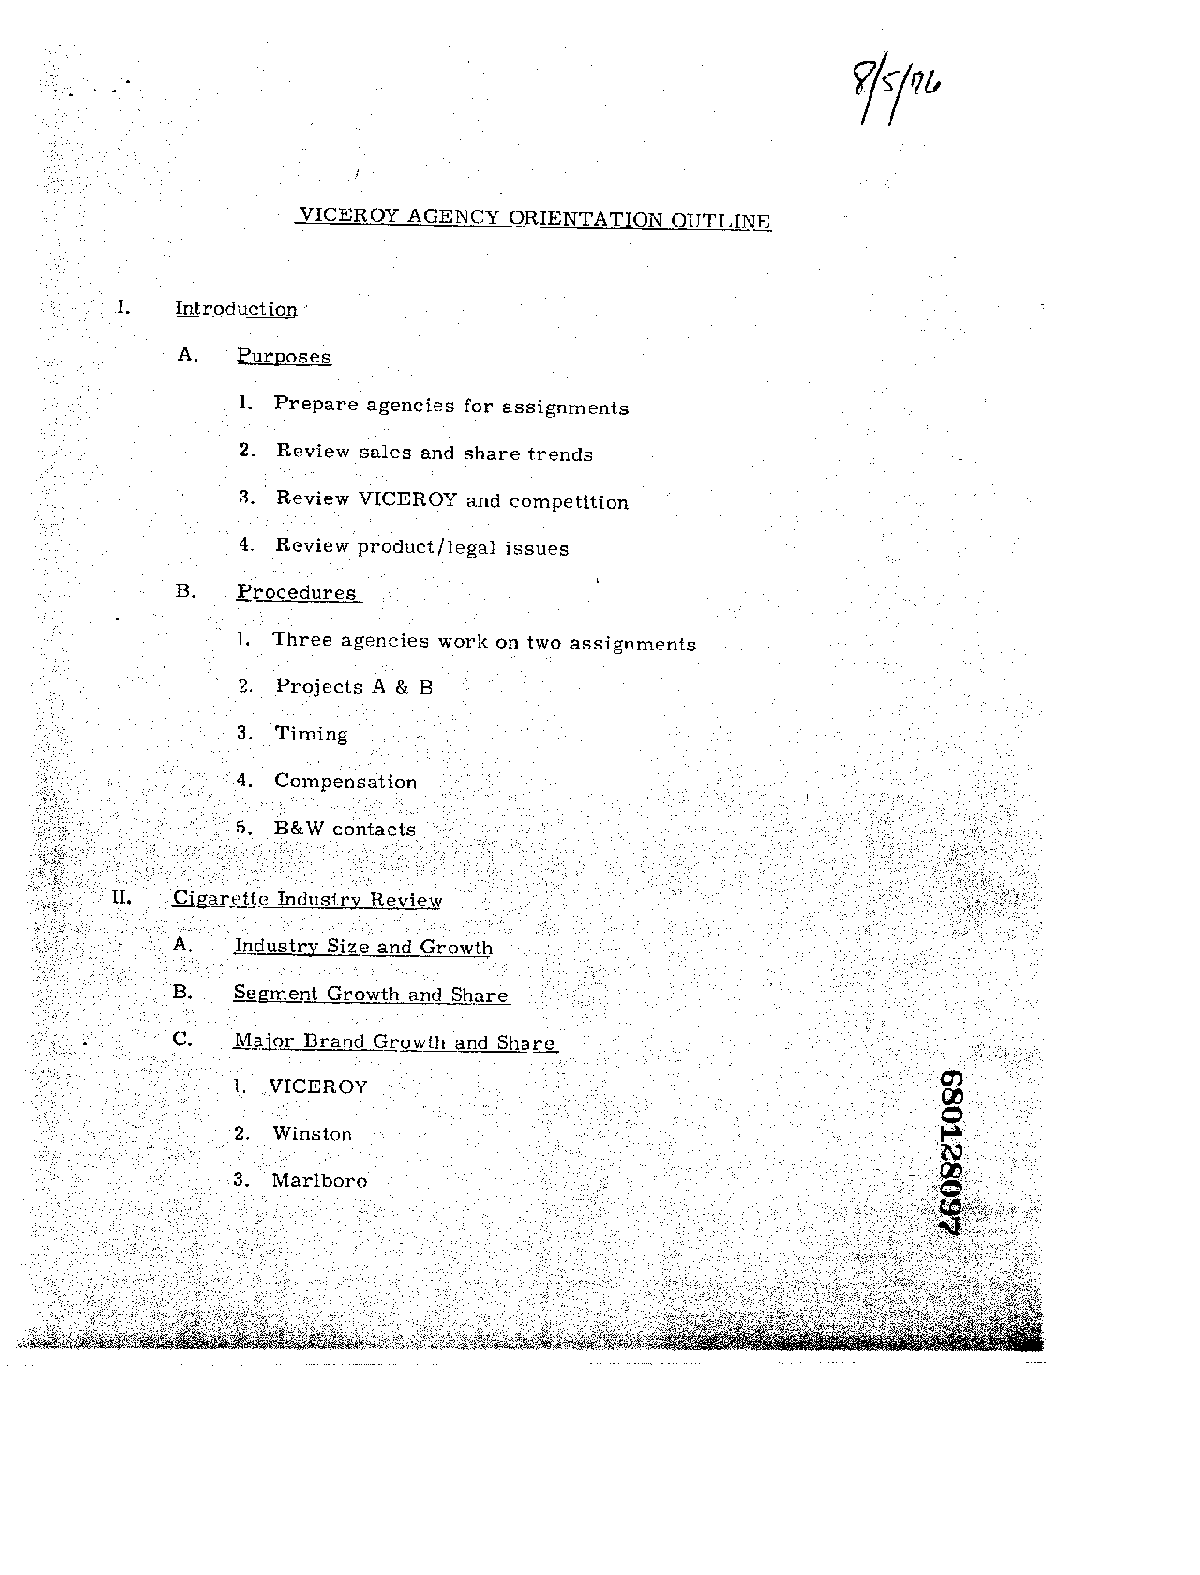 8/5/76
VICEROY AGENCY ORIENTATION OUTLINE
I. Introduction
A. Purposes
1. Prepare agencies for assignments
2. Review sales and share trends
3. Review VICEROY and competition
4. Review product/legal issues
B. Procedures
1. Three agencies work on two assignments
2. Projects A & B
3. Timing
4. Compensation
5. B&W contacts
II. Cigarette Industry Review
A. Industry Size and Growth
B. Segment Growth and Share
C. Major Brand Growth and Share
1. VICEROY
2. Winston
3. Marlboro
680128097